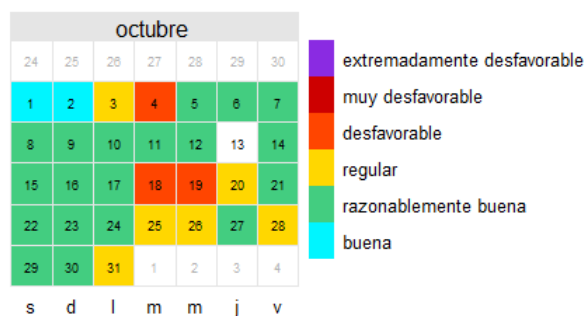 octubre
24 25 26 27 28 29 30
1 2 3 4 5 6 7
8 9 10 11 12 13 14
15 16 17 18 19 20 21
22 23 24 25 26 27 28
29 30 31 1 2 3 4
s d l m m j v
extremadamente desfavorable
muy desfavorable
desfavorable
regular
razonablemente buena
buena